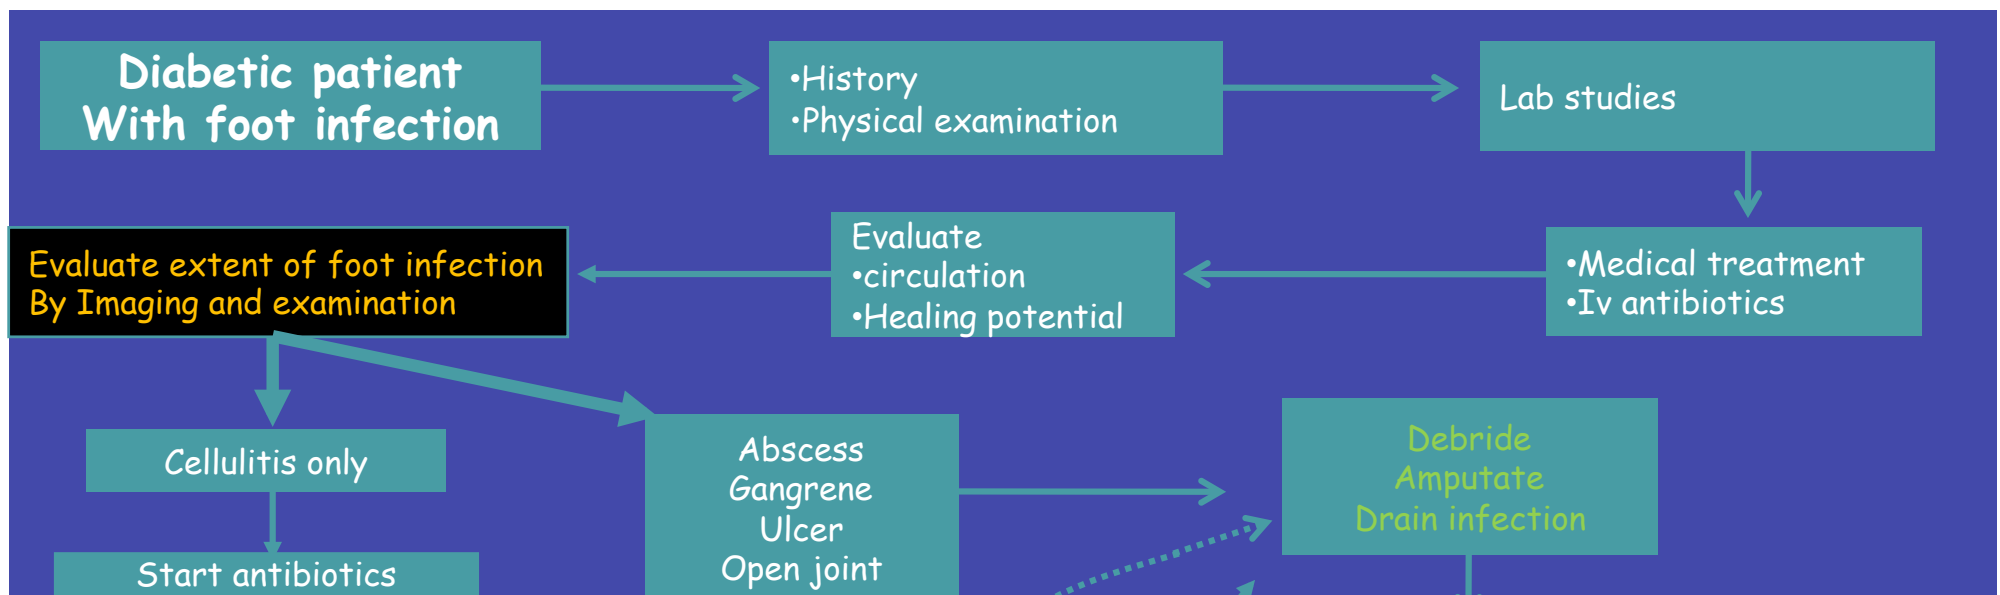 Diabetic patient
With foot infection
•History
•Physical examination
Lab studies
Evaluate extent of foot infection
By Imaging and examination
Evaluate
•circulation
•Healing potential
•Medical treatment
•Iv antibiotics
Cellulitis only
Abscess
Gangrene
Ulcer
Open joint
Debride
Amputate
Drain infection
Start antibiotics